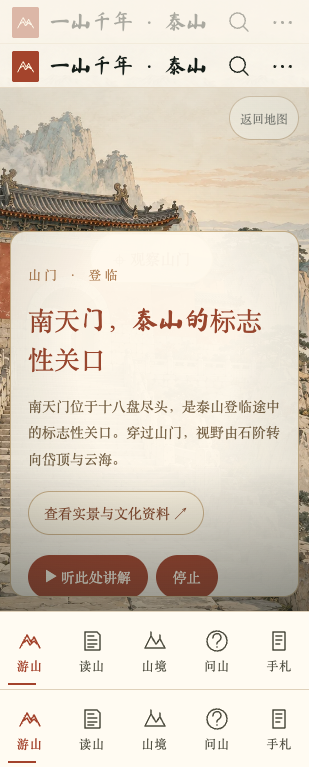 一山千年 · 泰山
一山千年 · 泰山
返回地图
山门 · 登临
南天门，泰山的标志
性关口
南天门位于十八盘尽头，是泰山登临途中
的标志性关口。穿过山门，视野由石阶转
向岱顶与云海。
查看实景与文化资料 ↗
▶ 听此处讲解 停止
游山 读山 山境 问山 手札
游山 读山 山境 问山 手札